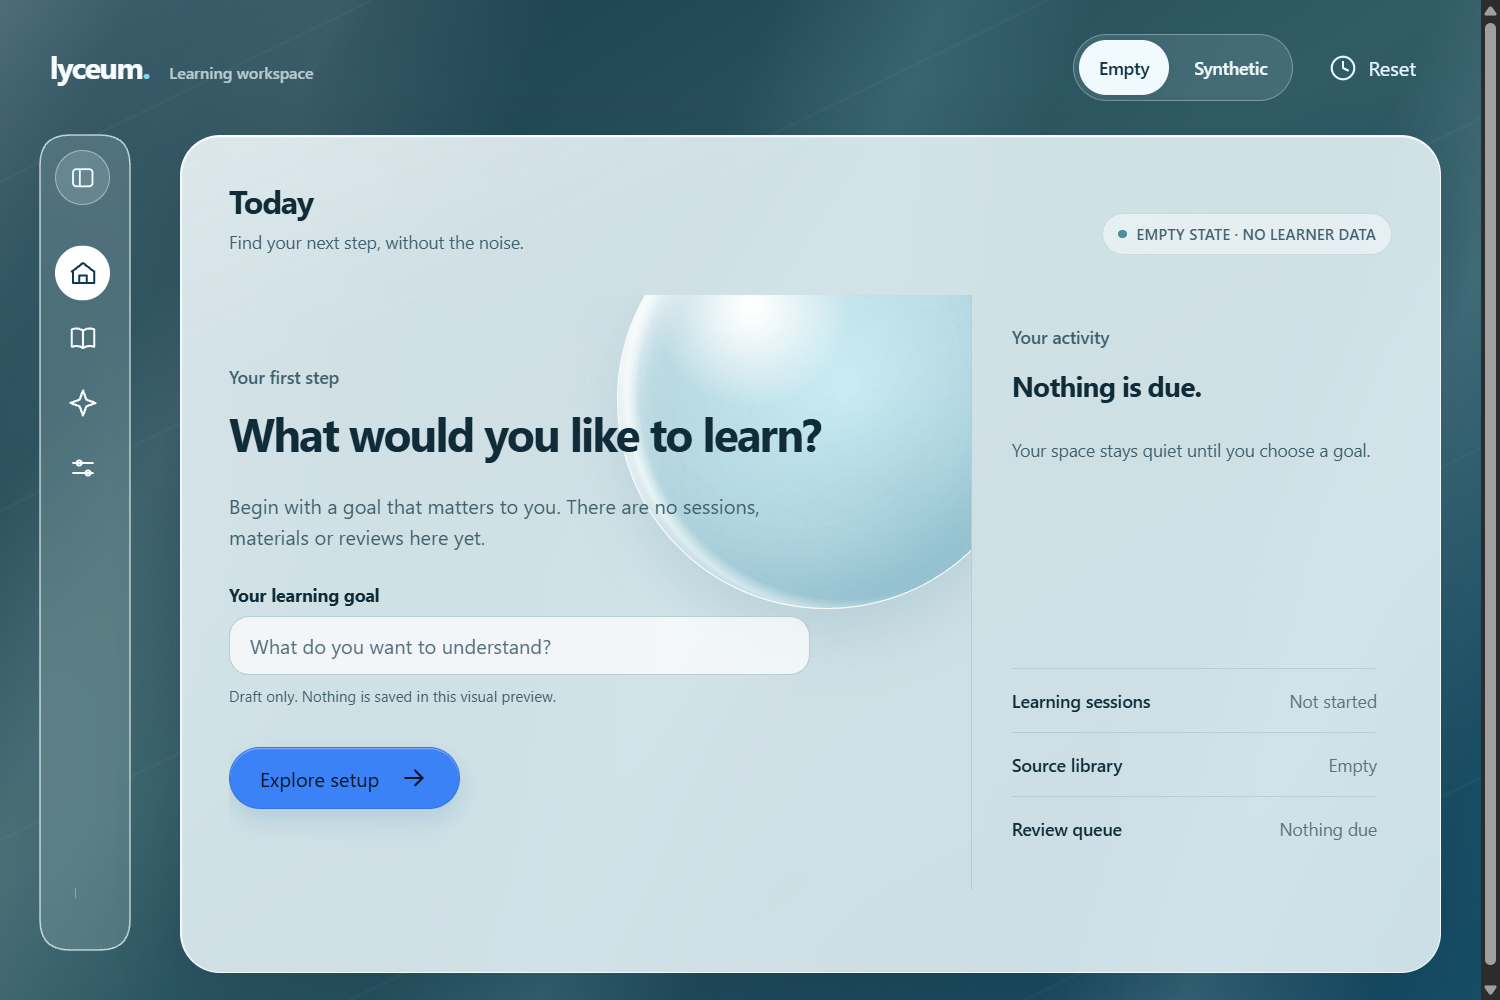 lyceum.
Learning workspace
Empty
Synthetic
Reset
Today
Find your next step, without the noise.
EMPTY STATE · NO LEARNER DATA
Your first step
What would you like to learn?
Begin with a goal that matters to you. There are no sessions,
materials or reviews here yet.
Your learning goal
What do you want to understand?
Draft only. Nothing is saved in this visual preview.
Explore setup
Your activity
Nothing is due.
Your space stays quiet until you choose a goal.
Learning sessions
Not started
Source library
Empty
Review queue
Nothing due